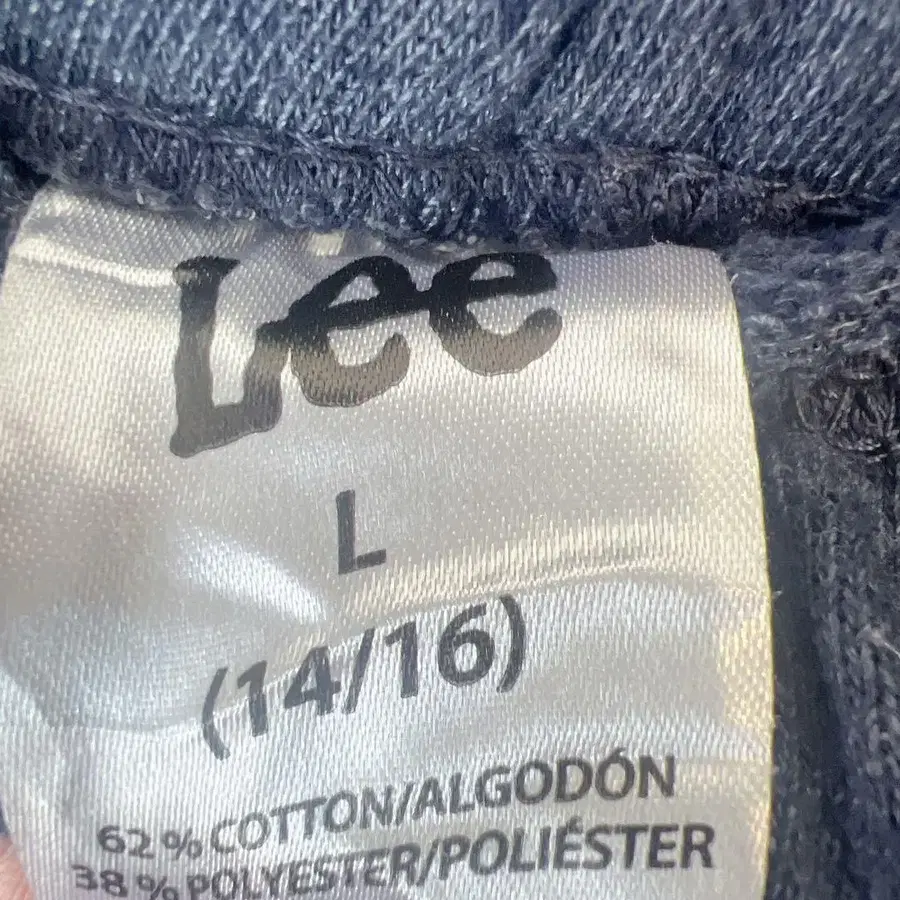 Lee
L
(14/16)
62% COTTON/ALGODÓN
38% POLYESTER/POLIÉSTER